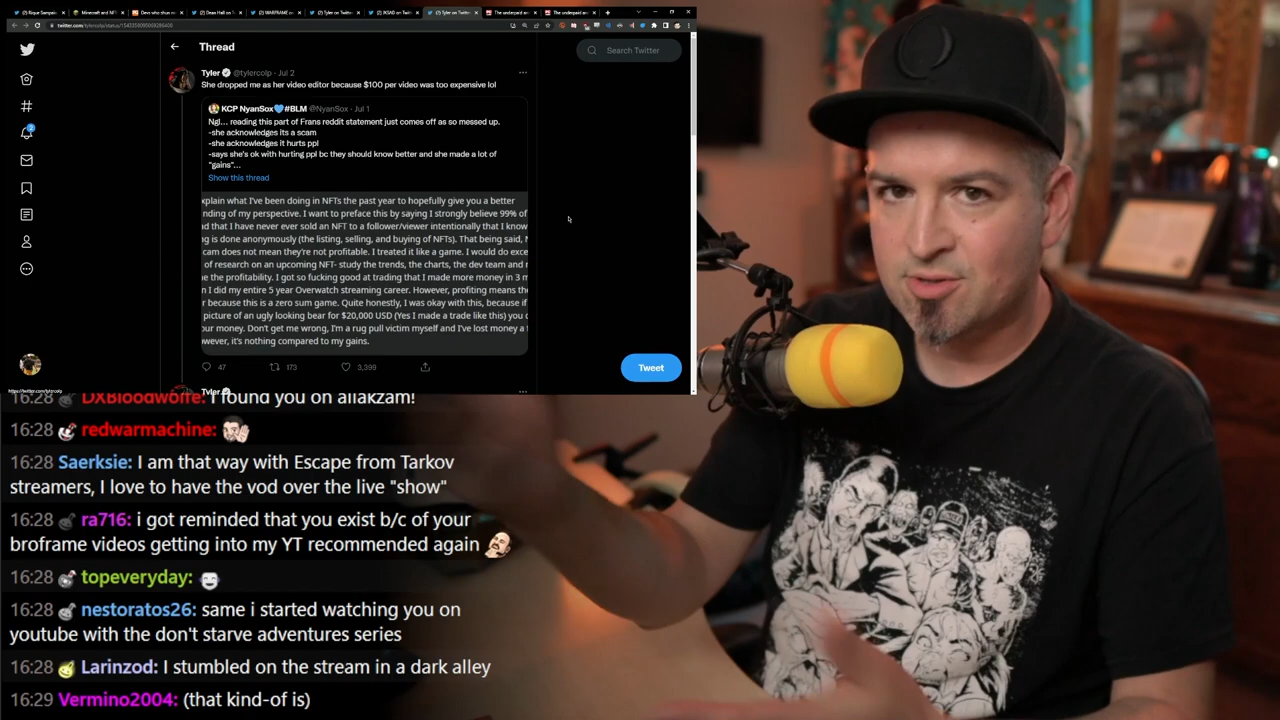 twitter.com/tylercolp/status/
Thread
Search Twitter
Tyler @tylercolp · Jul 2
She dropped me as her video editor because $100 per video was too expensive lol
KCP NyanSox💙#BLM @NyanSox · Jul 1
Ngl... reading this part of Frans reddit statement just comes off as so messed up.
-she acknowledges its a scam
-she acknowledges it hurts ppl
-says she's ok with hurting ppl bc they should know better and she made a lot of
"gains"...
Show this thread
xplain what I've been doing in NFTs the past year to hopefully give you a better
nding of my perspective. I want to preface this by saying I strongly believe 99% of
d that I have never ever sold an NFT to a follower/viewer intentionally that I know
g is done anonymously (the listing, selling, and buying of NFTs). That being said, N
cam does not mean they're not profitable. I treated it like a game. I would do exce
of research on an upcoming NFT- study the trends, the charts, the dev team and
e the profitability. I got so fucking good at trading that I made more money in 3 m
n I did my entire 5 year Overwatch streaming career. However, profiting means the
r because this is a zero sum game. Quite honestly, I was okay with this, because if
picture of an ugly looking bear for $20,000 USD (Yes I made a trade like this) you
our money. Don't get me wrong, I'm a rug pull victim myself and I've lost money a
wever, it's nothing compared to my gains.
47 173 3,399
Tweet
Tyler
https://twitter.com/tylercolp
DXBloodwolfe: I found you on allakzam!
16:28 redwarmachine:
16:28 Saerksie: I am that way with Escape from Tarkov
streamers, I love to have the vod over the live "show"
16:28 ra716: i got reminded that you exist b/c of your
broframe videos getting into my YT recommended again
16:28 topeveryday:
16:28 nestoratos26: same i started watching you on
youtube with the don't starve adventures series
16:28 Larinzod: I stumbled on the stream in a dark alley
16:29 Vermino2004: (that kind-of is)